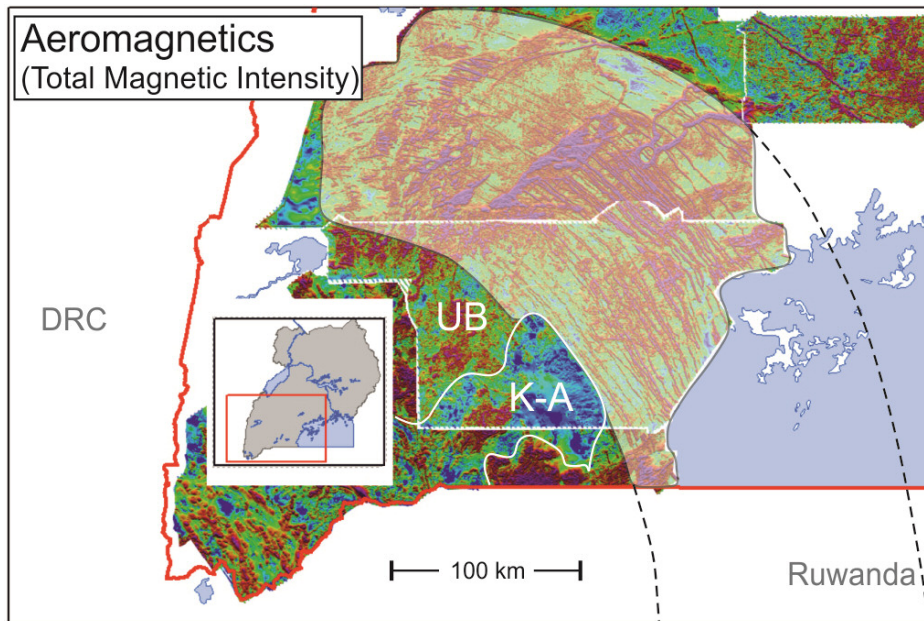 Aeromagnetics
(Total Magnetic Intensity)
DRC
UB
K-A
100 km
Ruwanda